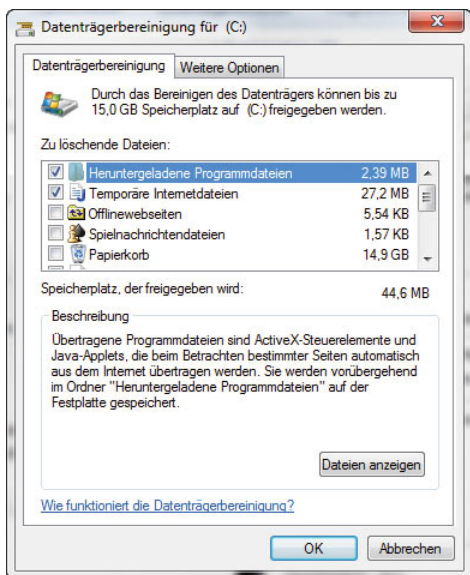 Datenträgerbereinigung für (C:)
Datenträgerbereinigung
Weitere Optionen
Durch das Bereinigen des Datenträgers können bis zu
15,0 GB Speicherplatz auf (C:) freigegeben werden.
Zu löschende Dateien:
Heruntergeladene Programmdateien 2,39 MB
Temporäre Internetdateien 27,2 MB
Offlinewebseiten 5,54 KB
Spielnachrichtendateien 1,57 KB
Papierkorb 14,9 GB
Speicherplatz, der freigegeben wird: 44,6 MB
Beschreibung
Übertragene Programmdateien sind ActiveX-Steuerelemente und
Java-Applets, die beim Betrachten bestimmter Seiten automatisch
aus dem Internet übertragen werden. Sie werden vorübergehend
im Ordner "Heruntergeladene Programmdateien" auf der
Festplatte gespeichert.
Dateien anzeigen
Wie funktioniert die Datenträgerbereinigung?
OK
Abbrechen